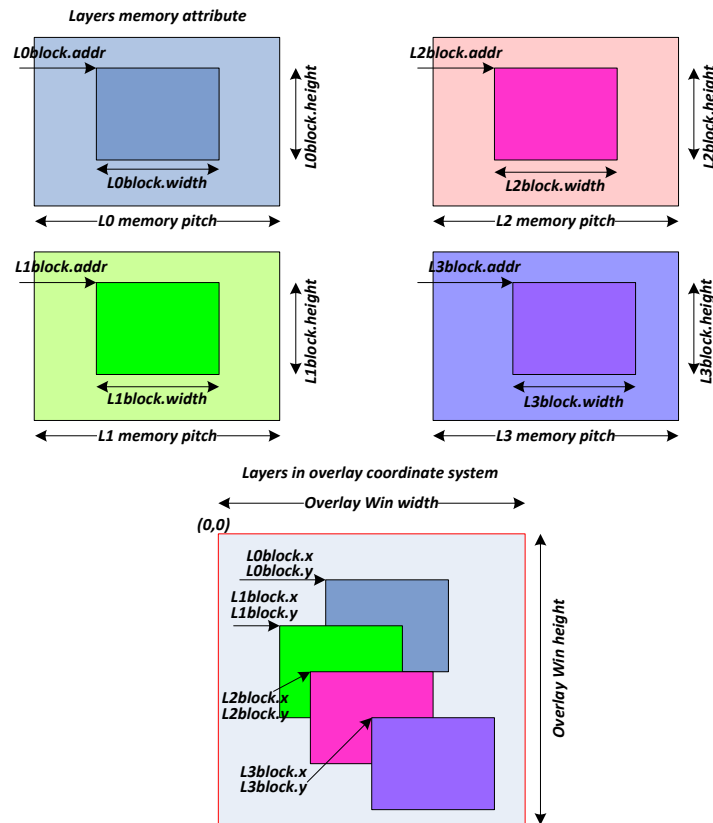 Layers memory attribute
L0block.addr
L0block.height
L0block.width
L0 memory pitch
L2block.addr
L2block.height
L2block.width
L2 memory pitch
L1block.addr
L1block.height
L1block.width
L1 memory pitch
L3block.addr
L3block.height
L3block.width
L3 memory pitch
Layers in overlay coordinate system
Overlay Win width
(0,0)
L0block.x
L0block.y
L1block.x
L1block.y
L2block.x
L2block.y
L3block.x
L3block.y
Overlay Win height